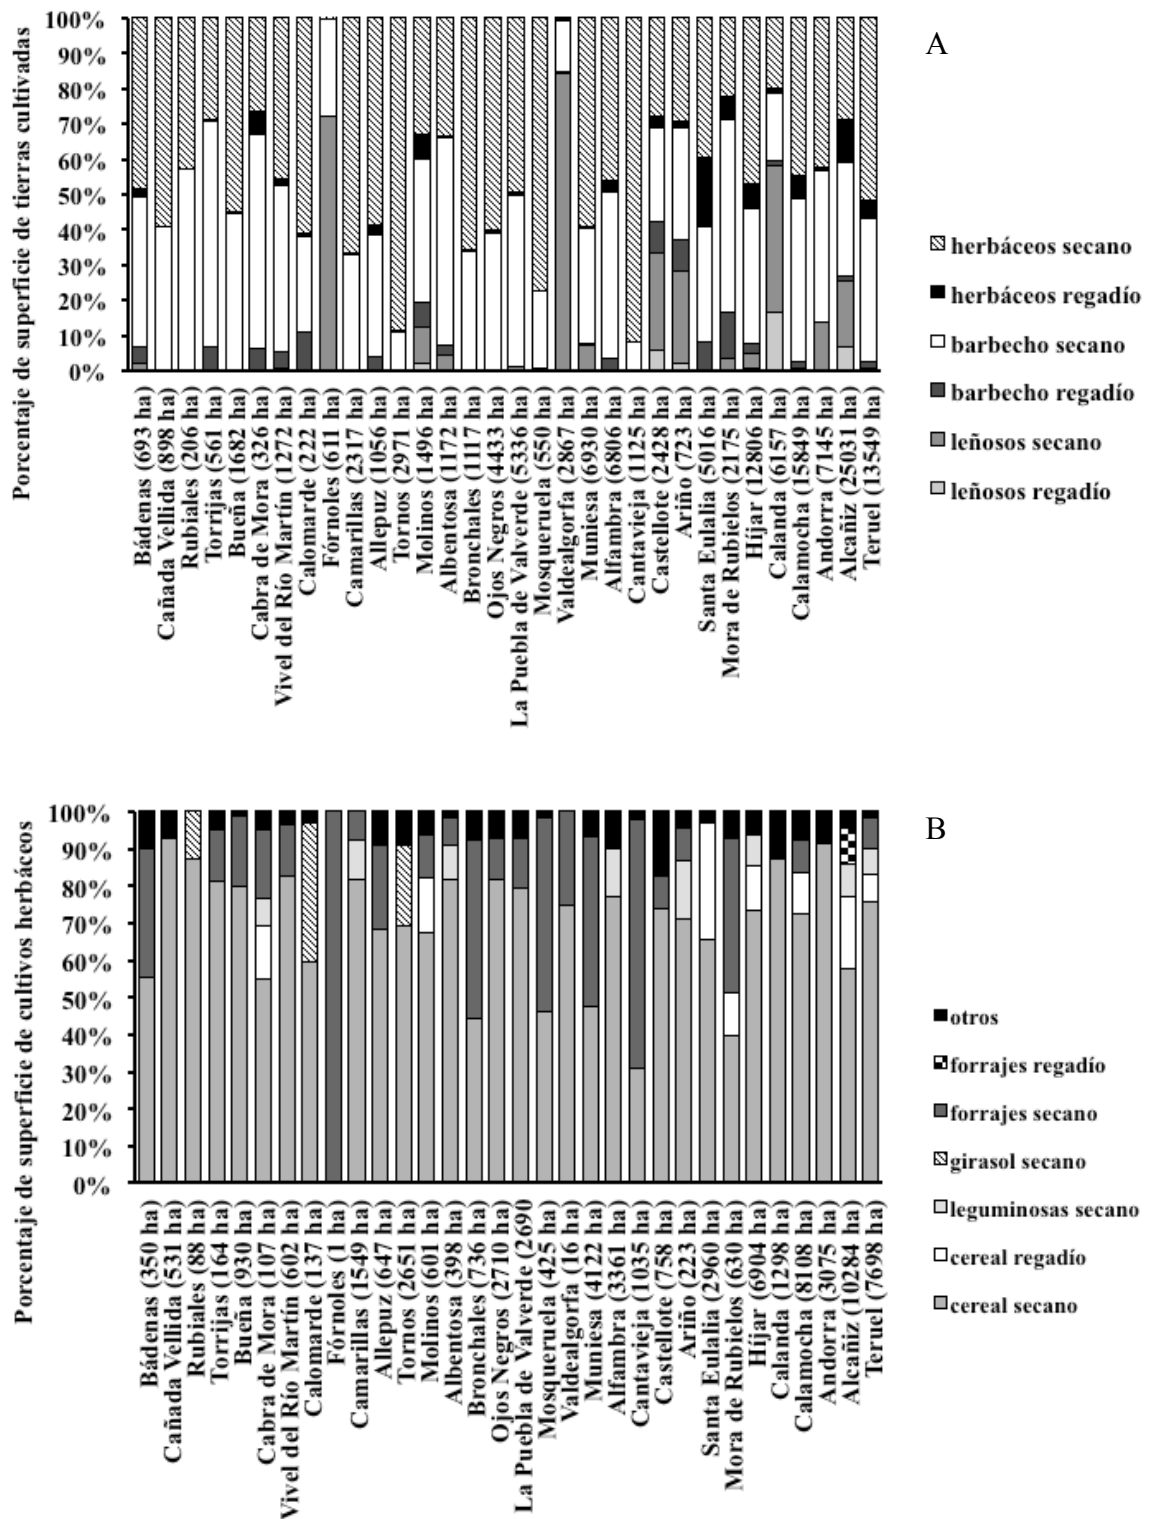 A
Porcentaje de superficie de tierras cultivadas
100%
90%
80%
70%
60%
50%
40%
30%
20%
10%
0%
Bádenas (693 ha)
Cañada Vellida (898 ha)
Rubiales (206 ha)
Torrijas (561 ha)
Bueña (1682 ha)
Cabra de Mora (326 ha)
Vivel del Río Martín (1272 ha)
Calomarde (222 ha)
Fórnoles (611 ha)
Camarillas (2317 ha)
Allepuz (1056 ha)
Tornos (2971 ha)
Molinos (1496 ha)
Albentosa (1172 ha)
Bronchales (1117 ha)
Ojos Negros (4433 ha)
La Puebla de Valverde (5336 ha)
Mosqueruela (550 ha)
Valdealgorfa (2867 ha)
Muniesa (6930 ha)
Alfambra (6806 ha)
Cantavieja (1125 ha)
Castellote (2428 ha)
Ariño (723 ha)
Santa Eulalia (5016 ha)
Mora de Rubielos (2175 ha)
Híjar (12806 ha)
Calanda (6157 ha)
Calamocha (15849 ha)
Andorra (7145 ha)
Alcañiz (25031 ha)
Teruel (13549 ha)
herbáceos secano
herbáceos regadío
barbecho secano
barbecho regadío
leñosos secano
leñosos regadío
B
Porcentaje de superficie de cultivos herbáceos
100%
90%
80%
70%
60%
50%
40%
30%
20%
10%
0%
Bádenas (350 ha)
Cañada Vellida (531 ha)
Rubiales (88 ha)
Torrijas (164 ha)
Bueña (930 ha)
Cabra de Mora (107 ha)
Vivel del Río Martín (602 ha)
Calomarde (137 ha)
Fórnoles (1 ha)
Camarillas (1549 ha)
Allepuz (647 ha)
Tornos (2651 ha)
Molinos (601 ha)
Albentosa (398 ha)
Bronchales (736 ha)
Ojos Negros (2710 ha)
La Puebla de Valverde (2690
Mosqueruela (425 ha)
Valdealgorfa (16 ha)
Muniesa (4122 ha)
Alfambra (3361 ha)
Cantavieja (1035 ha)
Castellote (758 ha)
Ariño (223 ha)
Santa Eulalia (2960 ha)
Mora de Rubielos (630 ha)
Híjar (6904 ha)
Calanda (1298 ha)
Calamocha (8108 ha)
Andorra (3075 ha)
Alcañiz (10284 ha)
Teruel (7698 ha)
otros
forrajes regadío
forrajes secano
girasol secano
leguminosas secano
cereal regadío
cereal secano